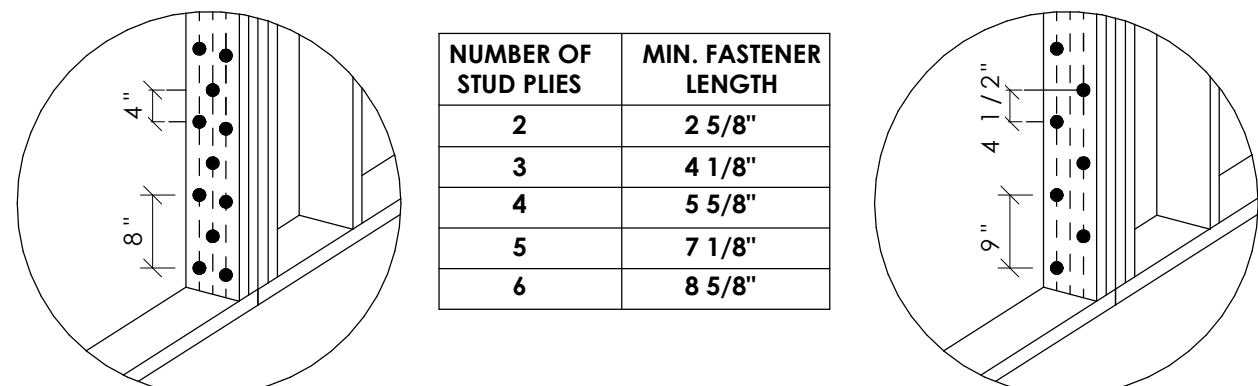 4"
8"
NUMBER OF STUD PLIES MIN. FASTENER LENGTH
2 2 5/8"
3 4 1/8"
4 5 5/8"
5 7 1/8"
6 8 5/8"
4 1/2"
9"